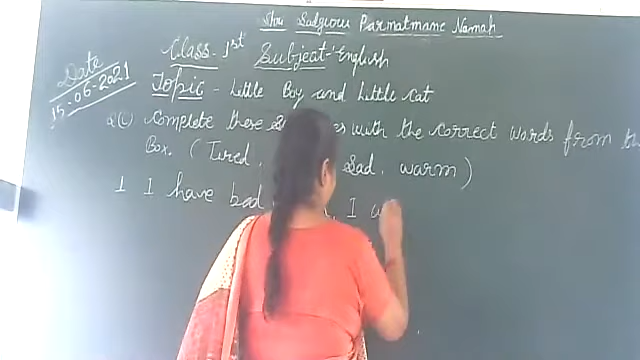 Shri Sadgurve Parmatmane Namah
Class - 1st Subject - English
Date
15-06-2021
Topic - Little Boy and Little Cat
complete these with the correct words from
Box. ( Tired, Sad, warm )
1 I have bad I